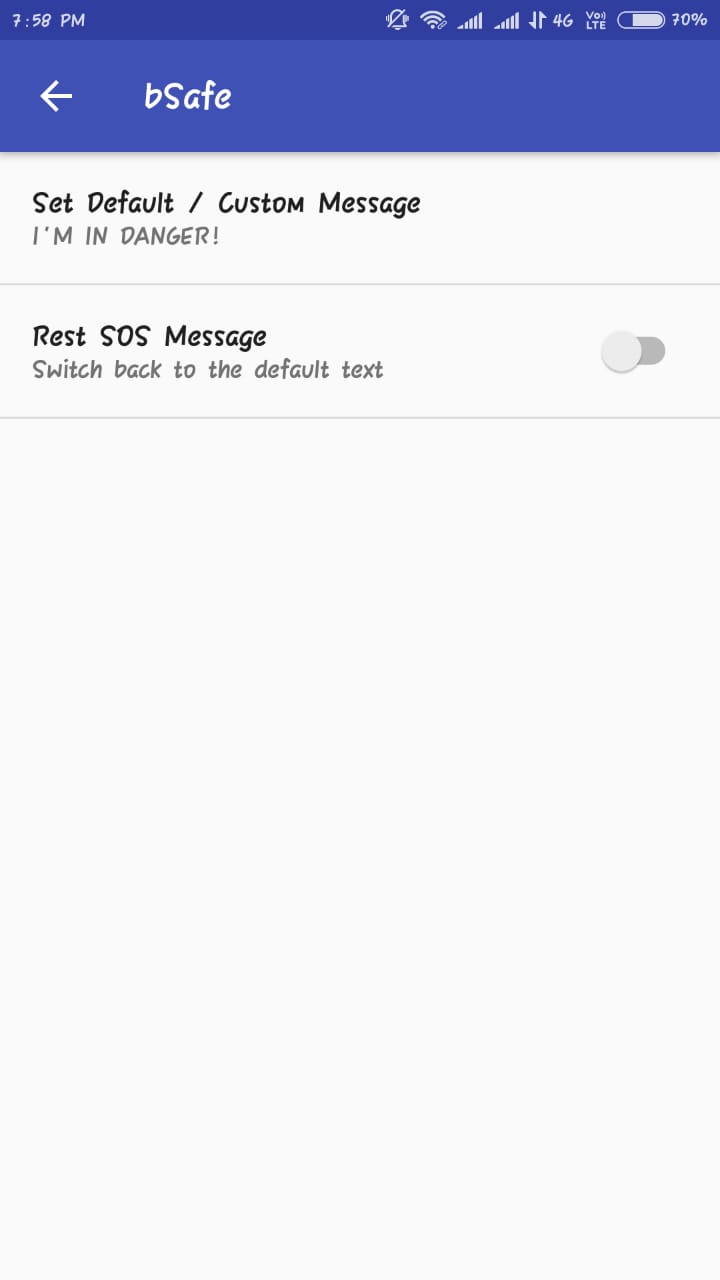 7:58 PM 4G Vo) LTE 70%
bSafe
Set Default / Custom Message
I'M IN DANGER!
Rest SOS Message
Switch back to the default text